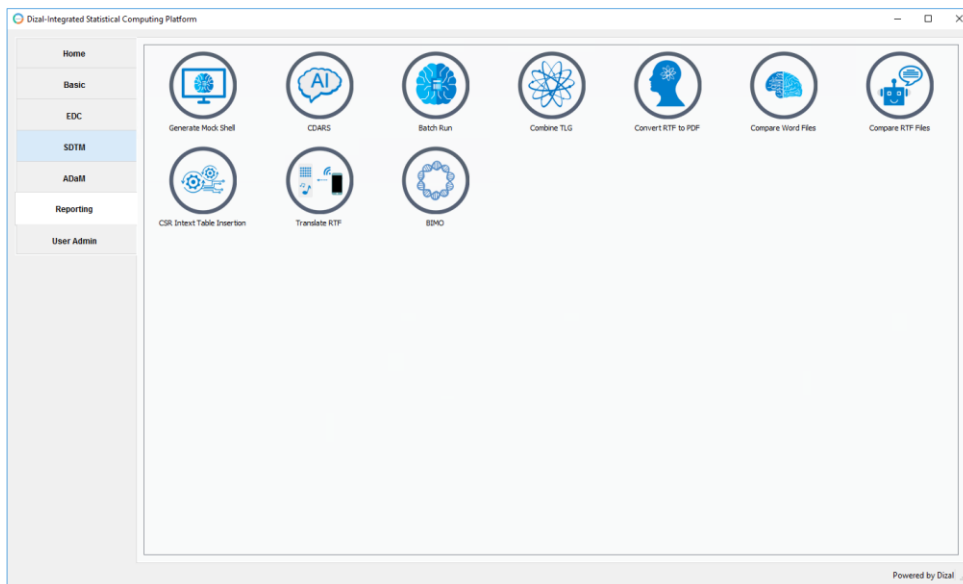 Dizal-Integrated Statistical Computing Platform
Home
Basic
EDC
SDTM
ADaM
Reporting
User Admin
Generate Mock Shell
AI
CDARS
Batch Run
Combine TLG
Convert RTF to PDF
Compare Word Files
Compare RTF Files
CSR Intext Table Insertion
Translate RTF
BIMO
Powered by Dizal